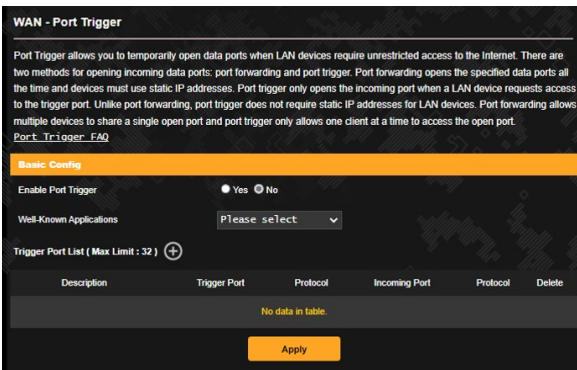 WAN - Port Trigger
Port Trigger allows you to temporarily open data ports when LAN devices require unrestricted access to the Internet. There are
two methods for opening incoming data ports: port forwarding and port trigger. Port forwarding opens the specified data ports all
the time and devices must use static IP addresses. Port trigger only opens the incoming port when a LAN device requests access
to the trigger port. Unlike port forwarding, port trigger does not require static IP addresses for LAN devices. Port forwarding allows
multiple devices to share a single open port and port trigger only allows one client at a time to access the open port.
Port Trigger FAQ
Basic Config
Enable Port Trigger Yes No
Well-Known Applications Please select
Trigger Port List ( Max Limit : 32 )
Description Trigger Port Protocol Incoming Port Protocol Delete
No data in table.
Apply